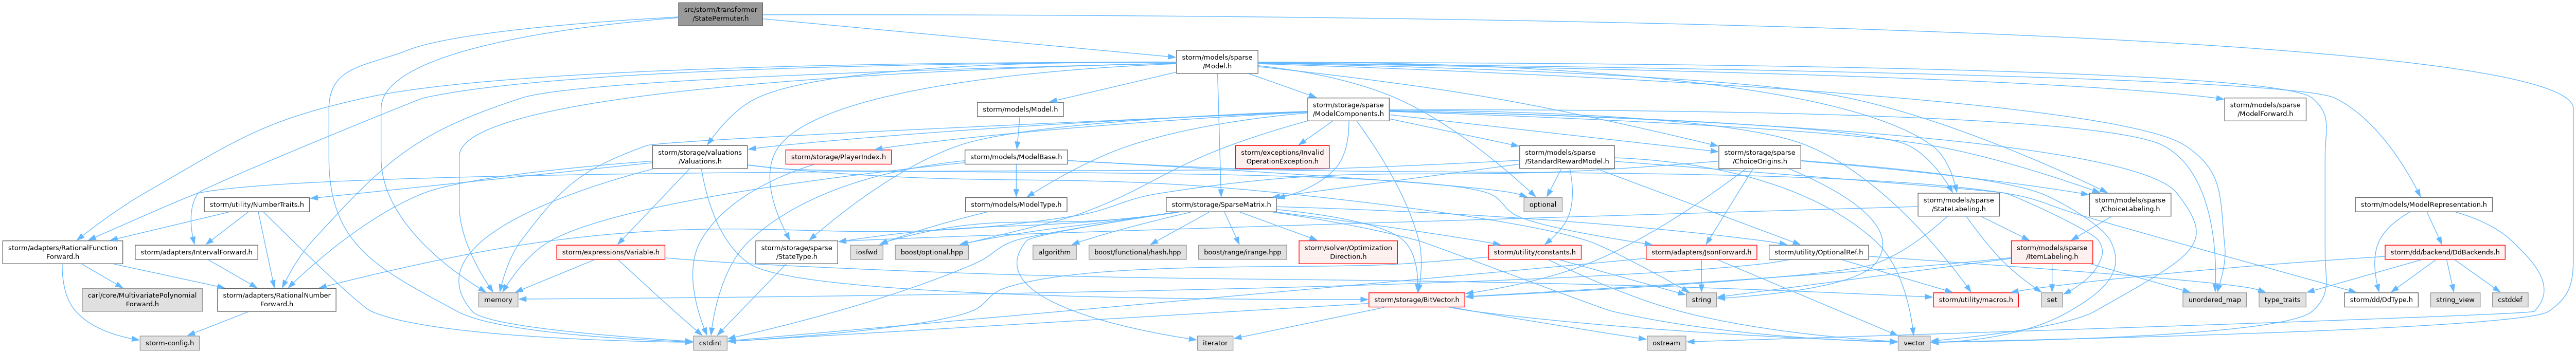 src/storm/transformer
/StatePermuter.h
storm/models/sparse
/Model.h
storm/models/Model.h
storm/storage/sparse
/ModelComponents.h
storm/models/sparse
/ModelForward.h
storm/storage/valuations
/Valuations.h
storm/storage/PlayerIndex.h
storm/models/ModelBase.h
storm/exceptions/Invalid
OperationException.h
storm/models/sparse
/StandardRewardModel.h
storm/storage/sparse
/ChoiceOrigins.h
storm/utility/NumberTraits.h
storm/models/ModelType.h
storm/storage/SparseMatrix.h
optional
storm/models/sparse
/StateLabeling.h
storm/models/sparse
/ChoiceLabeling.h
storm/models/ModelRepresentation.h
storm/adapters/RationalFunction
Forward.h
storm/adapters/IntervalForward.h
storm/expressions/Variable.h
storm/storage/sparse
/StateType.h
iosfwd
boost/optional.hpp
algorithm
boost/functional/hash.hpp
boost/range/irange.hpp
storm/solver/Optimization
Direction.h
storm/utility/constants.h
storm/adapters/JsonForward.h
storm/utility/OptionalRef.h
storm/models/sparse
/ItemLabeling.h
storm/dd/backend/DdBackends.h
carl/core/MultivariatePolynomial
Forward.h
storm/adapters/RationalNumber
Forward.h
memory
storm/storage/BitVector.h
string
storm/utility/macros.h
set
unordered_map
type_traits
storm/dd/DdType.h
string_view
cstddef
storm-config.h
cstdint
iterator
ostream
vector